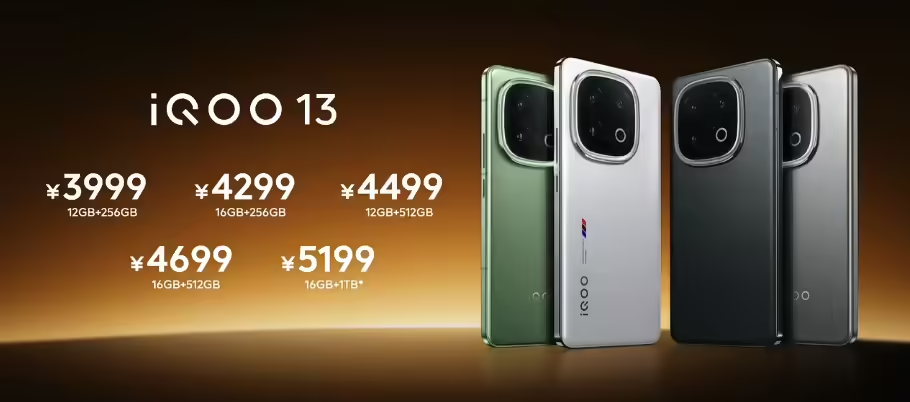 iQOO 13
¥3999 ¥4299 ¥4499
12GB+256GB 16GB+256GB 12GB+512GB
¥4699 ¥5199
16GB+512GB 16GB+1TB*
iQOO